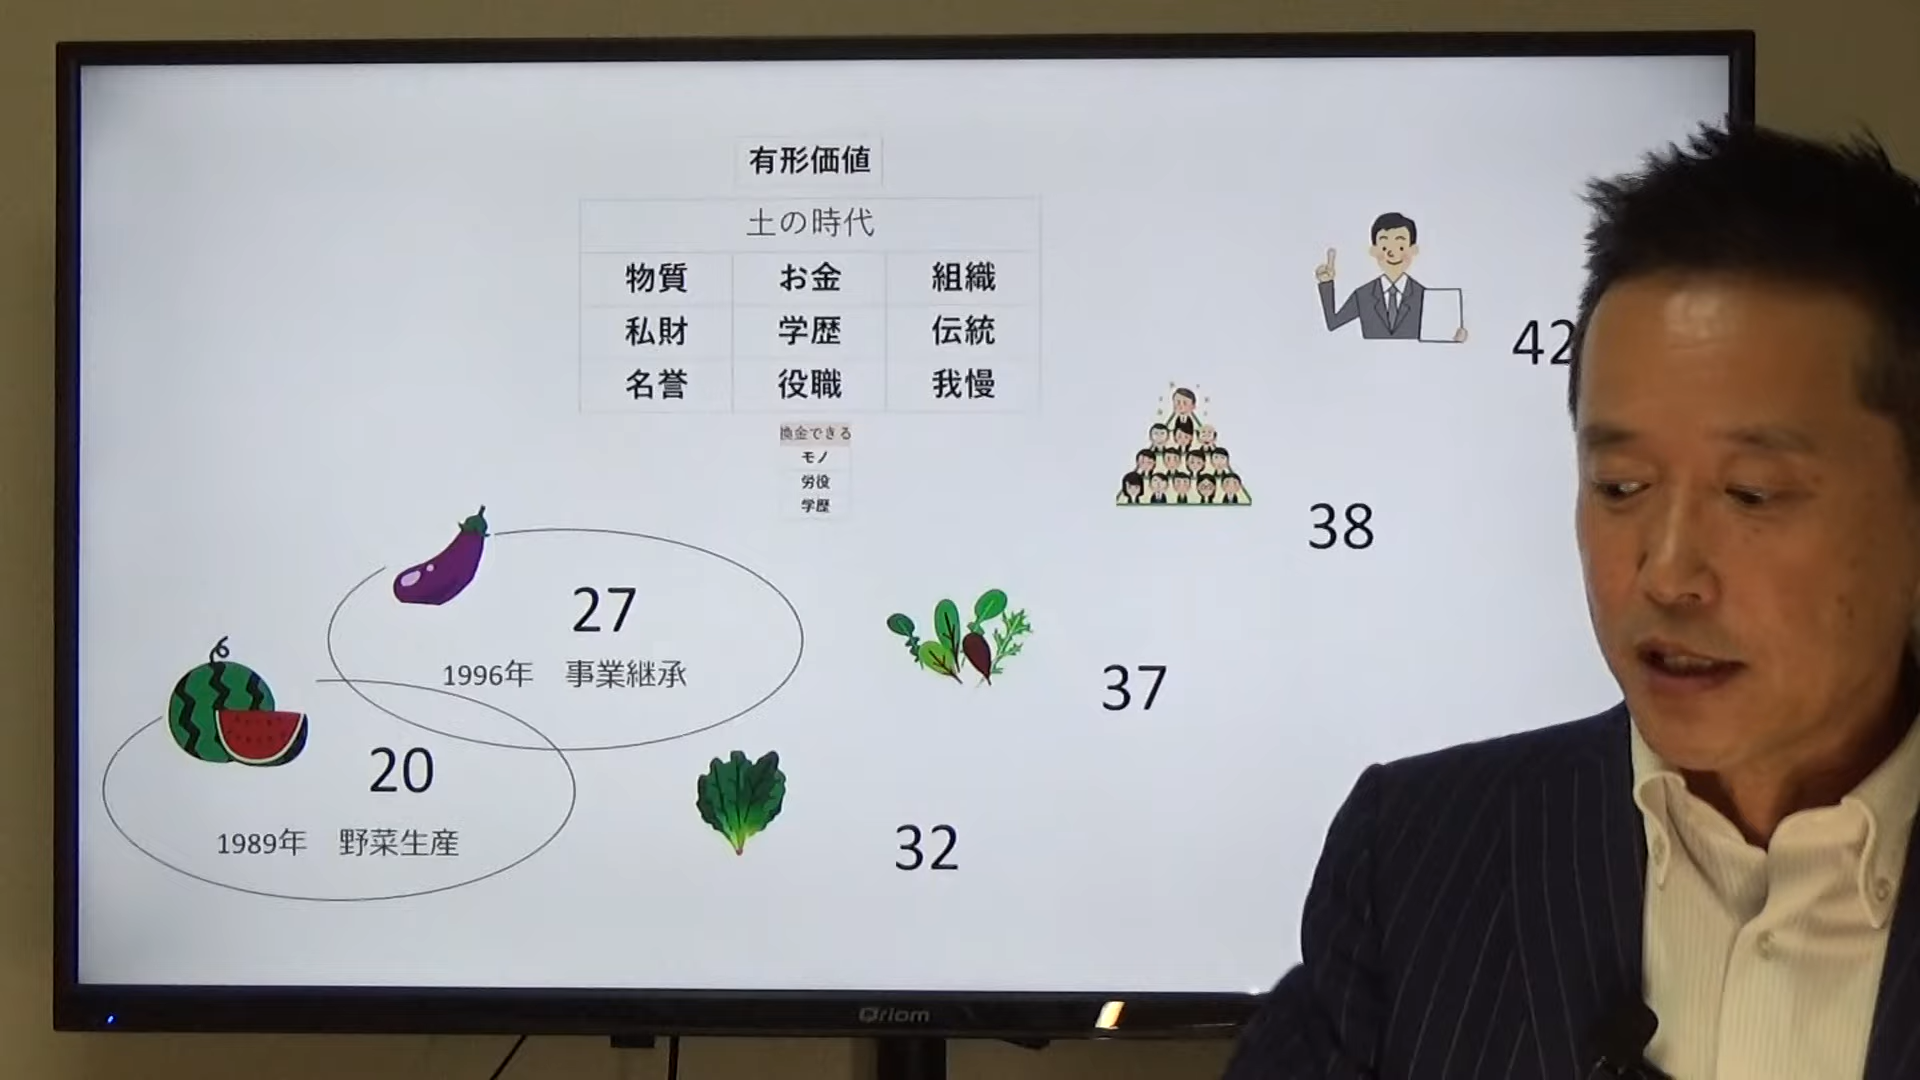 有形価値
土の時代
物質 お金 組織
私財 学歴 伝統
名誉 役職 我慢
換金できる
モノ
労役
学歴
42
38
27
1996年 事業継承
37
20
1989年 野菜生産
32
Qriom